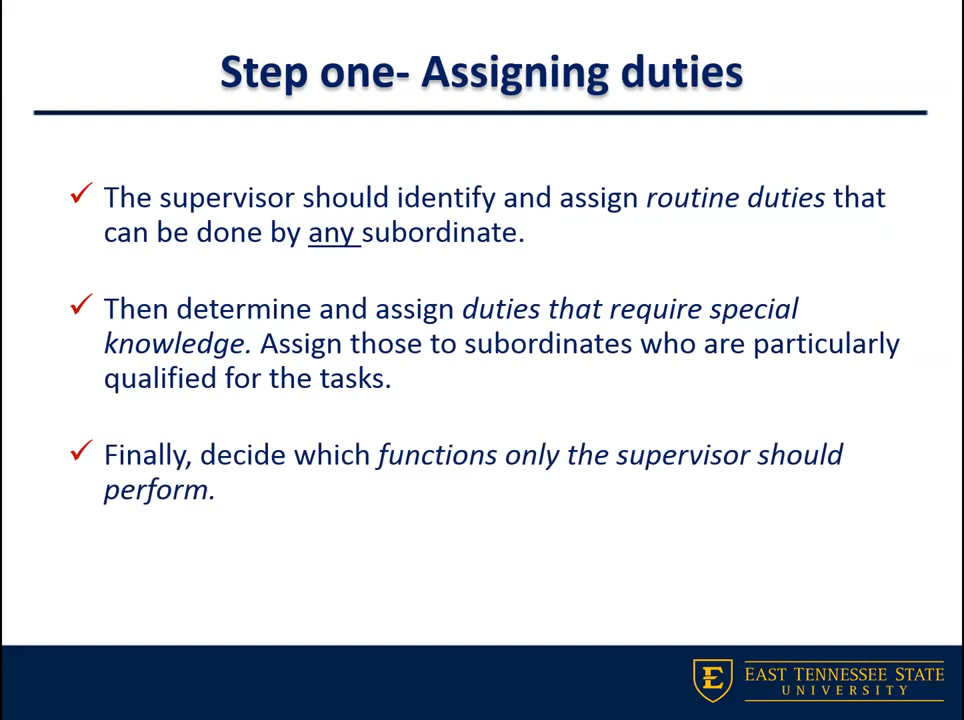 Step one- Assigning duties
The supervisor should identify and assign routine duties that
can be done by any subordinate.
Then determine and assign duties that require special
knowledge. Assign those to subordinates who are particularly
qualified for the tasks.
Finally, decide which functions only the supervisor should
perform.
E
EAST TENNESSEE STATE
UNIVERSITY